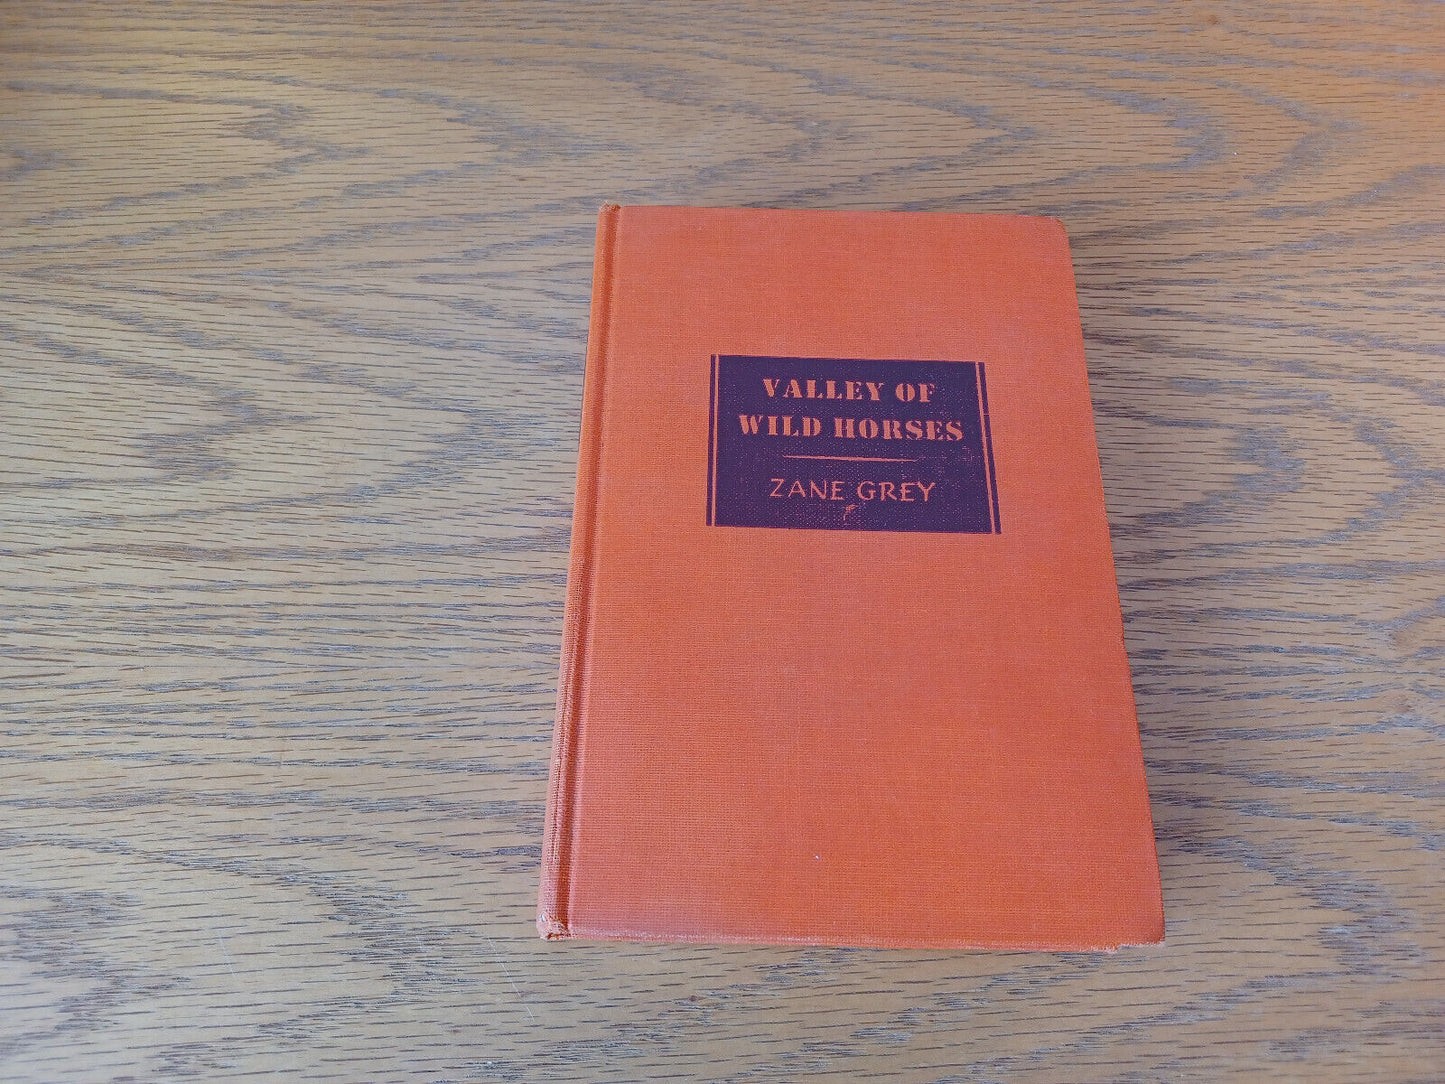 VALLEY OF
WILD HORSES
ZANE GREY